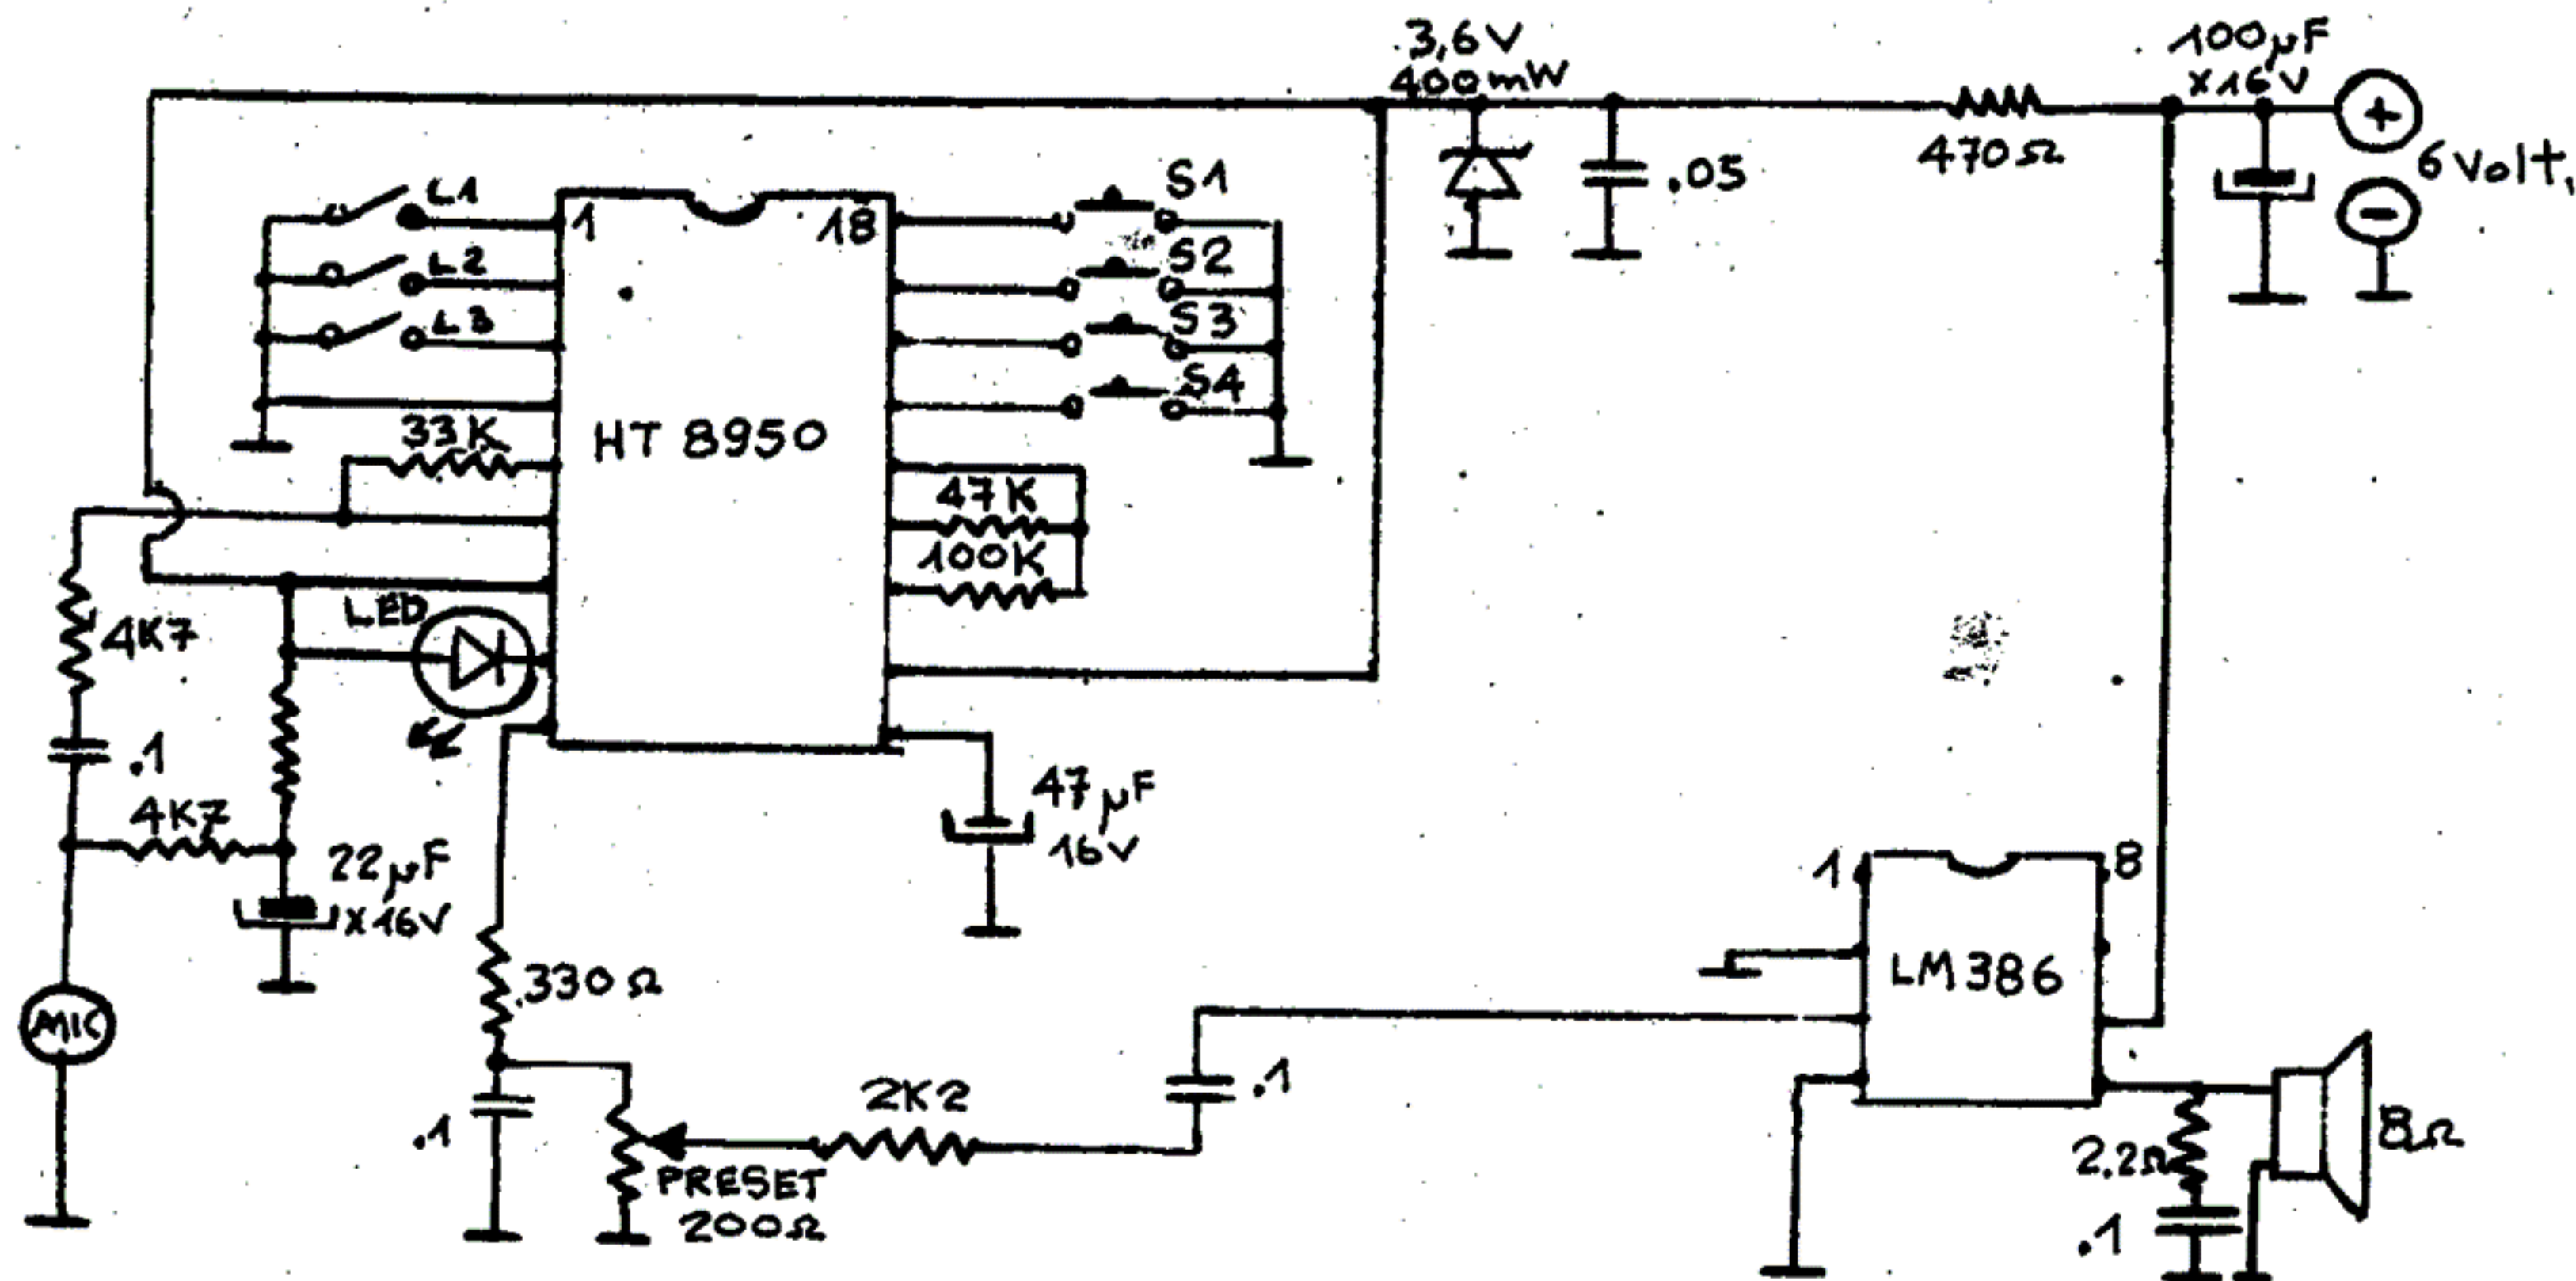 3,6V
400mW
100µF
x16V
+
6 Volt,
-
470Ω
.05
L1
L2
L3
1
18
S1
S2
S3
S4
HT 8950
33K
47K
100K
LED
4K7
.1
4K7
22µF
x16V
47µF
16V
MIC
.330Ω
.1
PRESET
200Ω
2K2
.1
1
8
LM386
2.2Ω
.1
8Ω